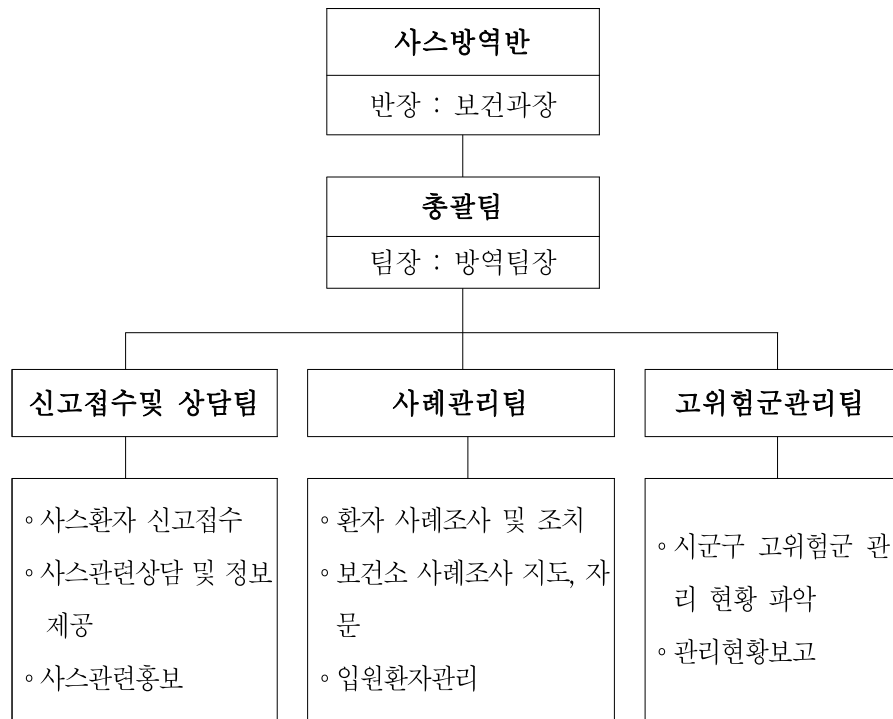 사스방역반
반장 : 보건과장
총괄팀
팀장 : 방역팀장
신고접수및 상담팀
사례관리팀
고위험군관리팀
◦사스환자 신고접수
◦사스관련상담 및 정보
제공
◦사스관련홍보
◦환자 사례조사 및 조치
◦보건소 사례조사 지도, 자
문
◦입원환자관리
◦시군구 고위험군 관
리 현황 파악
◦관리현황보고